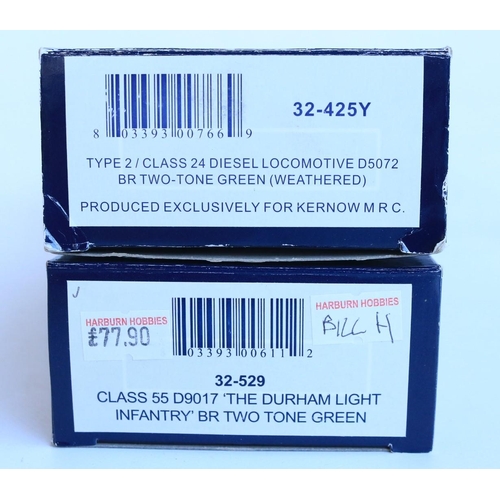 32-425Y
8 03393 00766 9
TYPE 2 / CLASS 24 DIESEL LOCOMOTIVE D5072
BR TWO-TONE GREEN (WEATHERED)
PRODUCED EXCLUSIVELY FOR KERNOW M R C.
HARBURN HOBBIES
£77.90
HARBURN HOBBIES
BILL H
03393 00611 2
32-529
CLASS 55 D9017 'THE DURHAM LIGHT
INFANTRY' BR TWO TONE GREEN